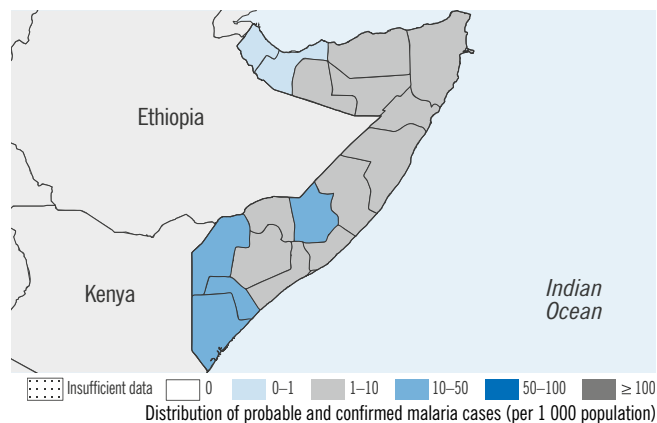 Ethiopia
Kenya
Indian
Ocean
Insufficient data 0 0–1 1–10 10–50 50–100 ≥ 100
Distribution of probable and confirmed malaria cases (per 1 000 population)